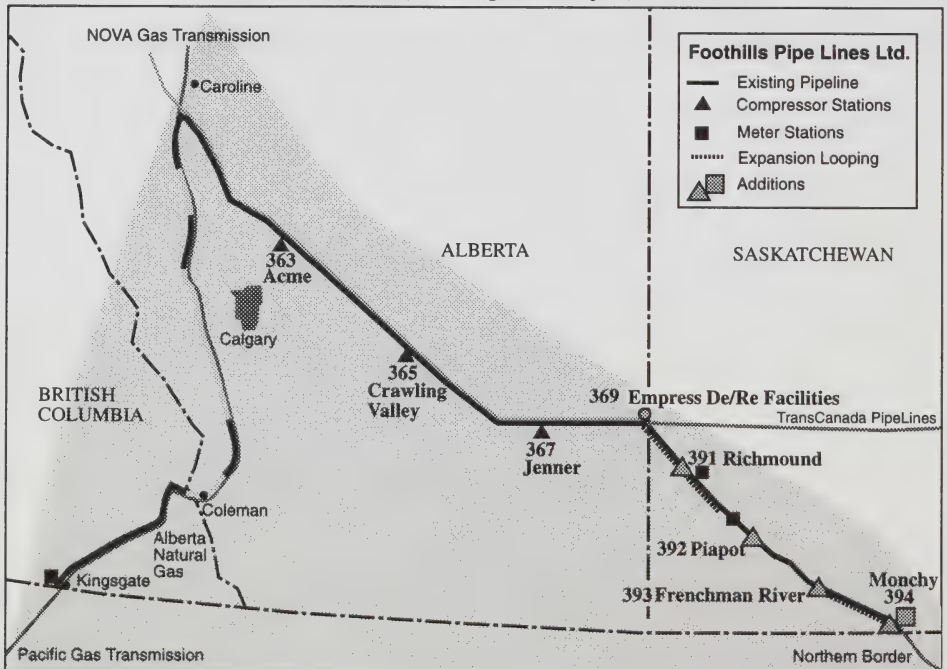 NOVA Gas Transmission
Caroline
Foothills Pipe Lines Ltd.
Existing Pipeline
Compressor Stations
Meter Stations
Expansion Looping
Additions
ALBERTA
SASKATCHEWAN
363
Acme
Calgary
365
Crawling
Valley
BRITISH
COLUMBIA
369 Empress De/Re Facilities
TransCanada PipeLines
367
Jenner
391 Richmound
Coleman
Alberta
Natural
Gas
392 Piapot
Kingsgate
393 Frenchman River
Monchy
394
Pacific Gas Transmission
Northern Border